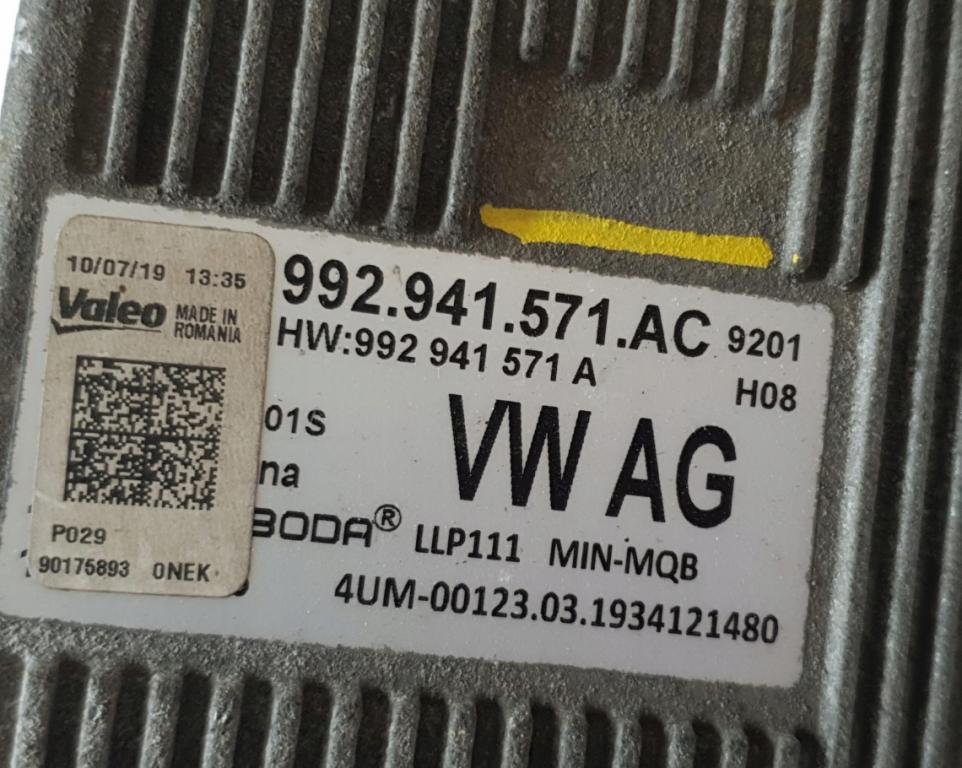 10/07/19 13:35
Valeo MADE IN
ROMANIA
P029
90175893 0NEK
992.941.571.AC 9201
HW:992 941 571 A
H08
01S
VW AG
na
BODA® LLP111 MIN-MQB
4UM-00123.03.1934121480